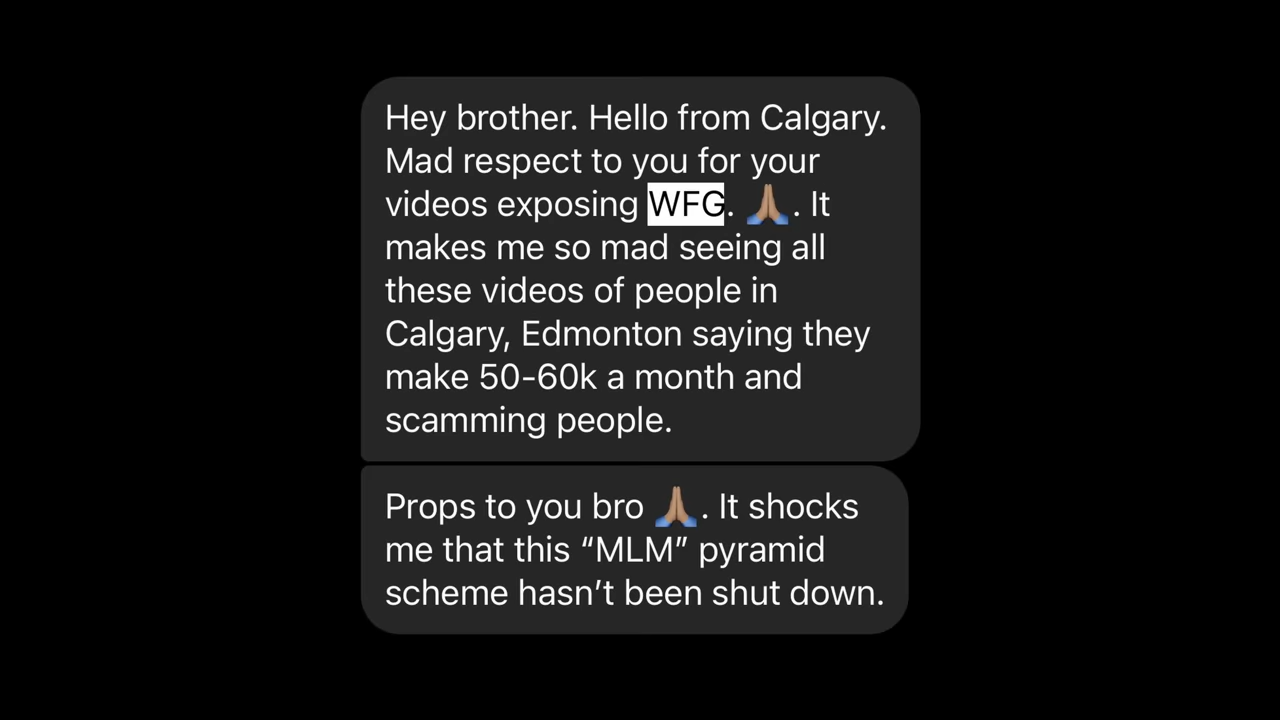 Hey brother. Hello from Calgary.
Mad respect to you for your
videos exposing WFG. 🙏🏽. It
makes me so mad seeing all
these videos of people in
Calgary, Edmonton saying they
make 50-60k a month and
scamming people.
Props to you bro 🙏🏽. It shocks
me that this “MLM” pyramid
scheme hasn’t been shut down.